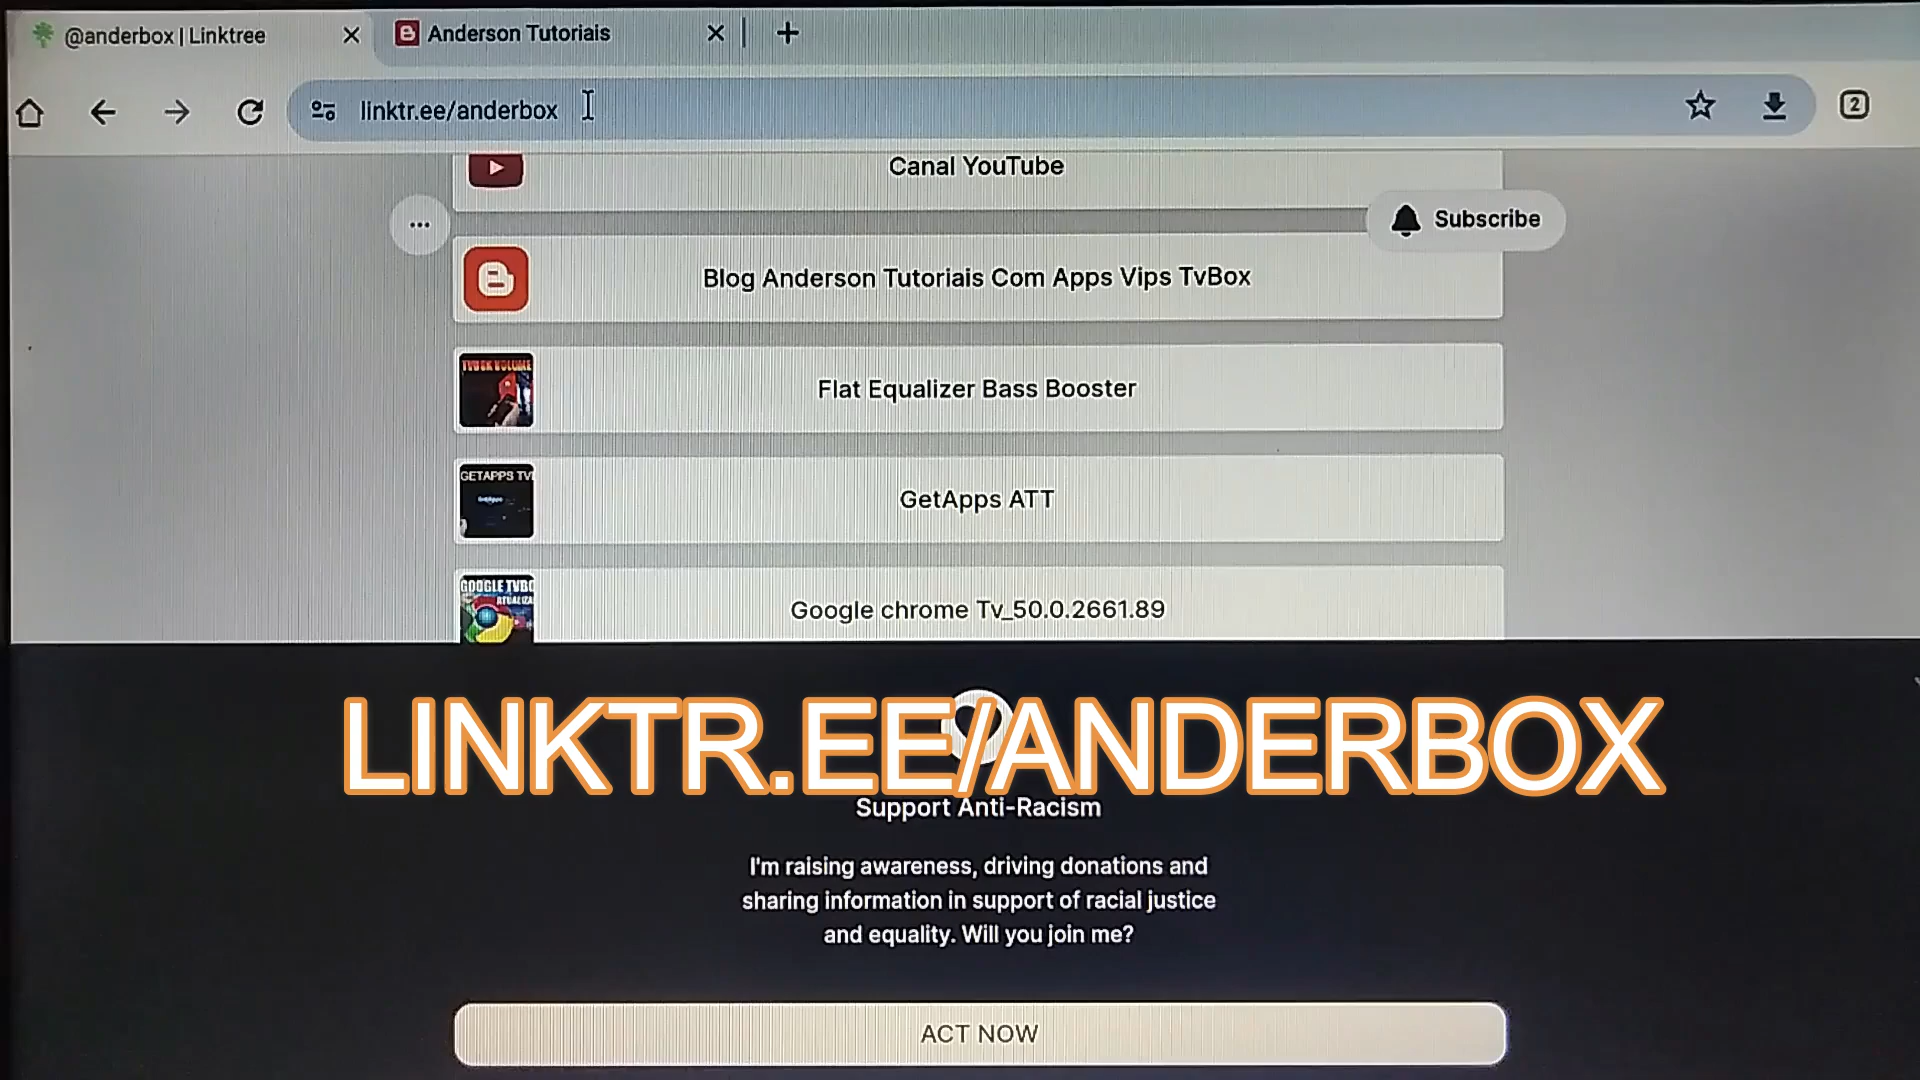 @anderbox | Linktree
Anderson Tutoriais
linktr.ee/anderbox
2
Canal YouTube
Subscribe
Blog Anderson Tutoriais Com Apps Vips TvBox
Flat Equalizer Bass Booster
GETAPPS TV
GetApps ATT
GOOGLE TVBO
Google chrome Tv_50.0.2661.89
LINKTR.EE/ANDERBOX
Support Anti-Racism
I'm raising awareness, driving donations and
sharing information in support of racial justice
and equality. Will you join me?
ACT NOW